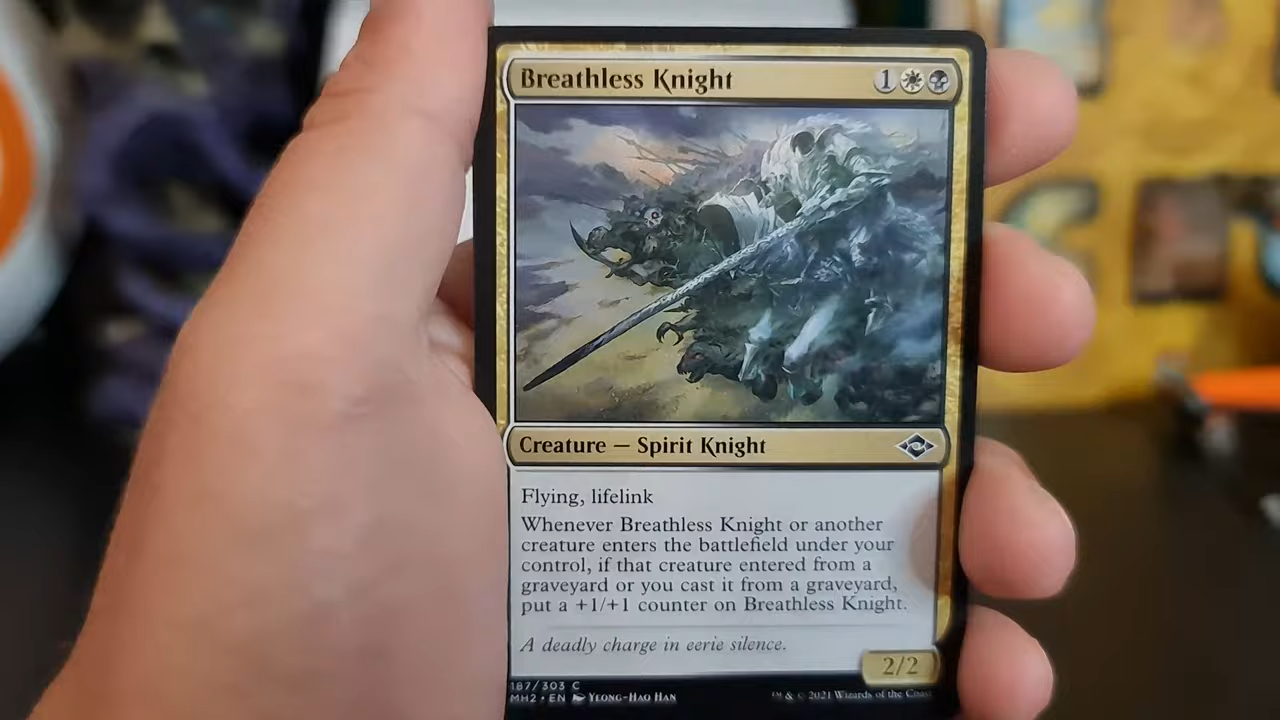 Breathless Knight 1
Creature — Spirit Knight
Flying, lifelink
Whenever Breathless Knight or another
creature enters the battlefield under your
control, if that creature entered from a
graveyard or you cast it from a graveyard,
put a +1/+1 counter on Breathless Knight.
A deadly charge in eerie silence.
2/2
187/303 C
MH2 • EN Yeong-Hao Han
™ & © 2021 Wizards of the Coast